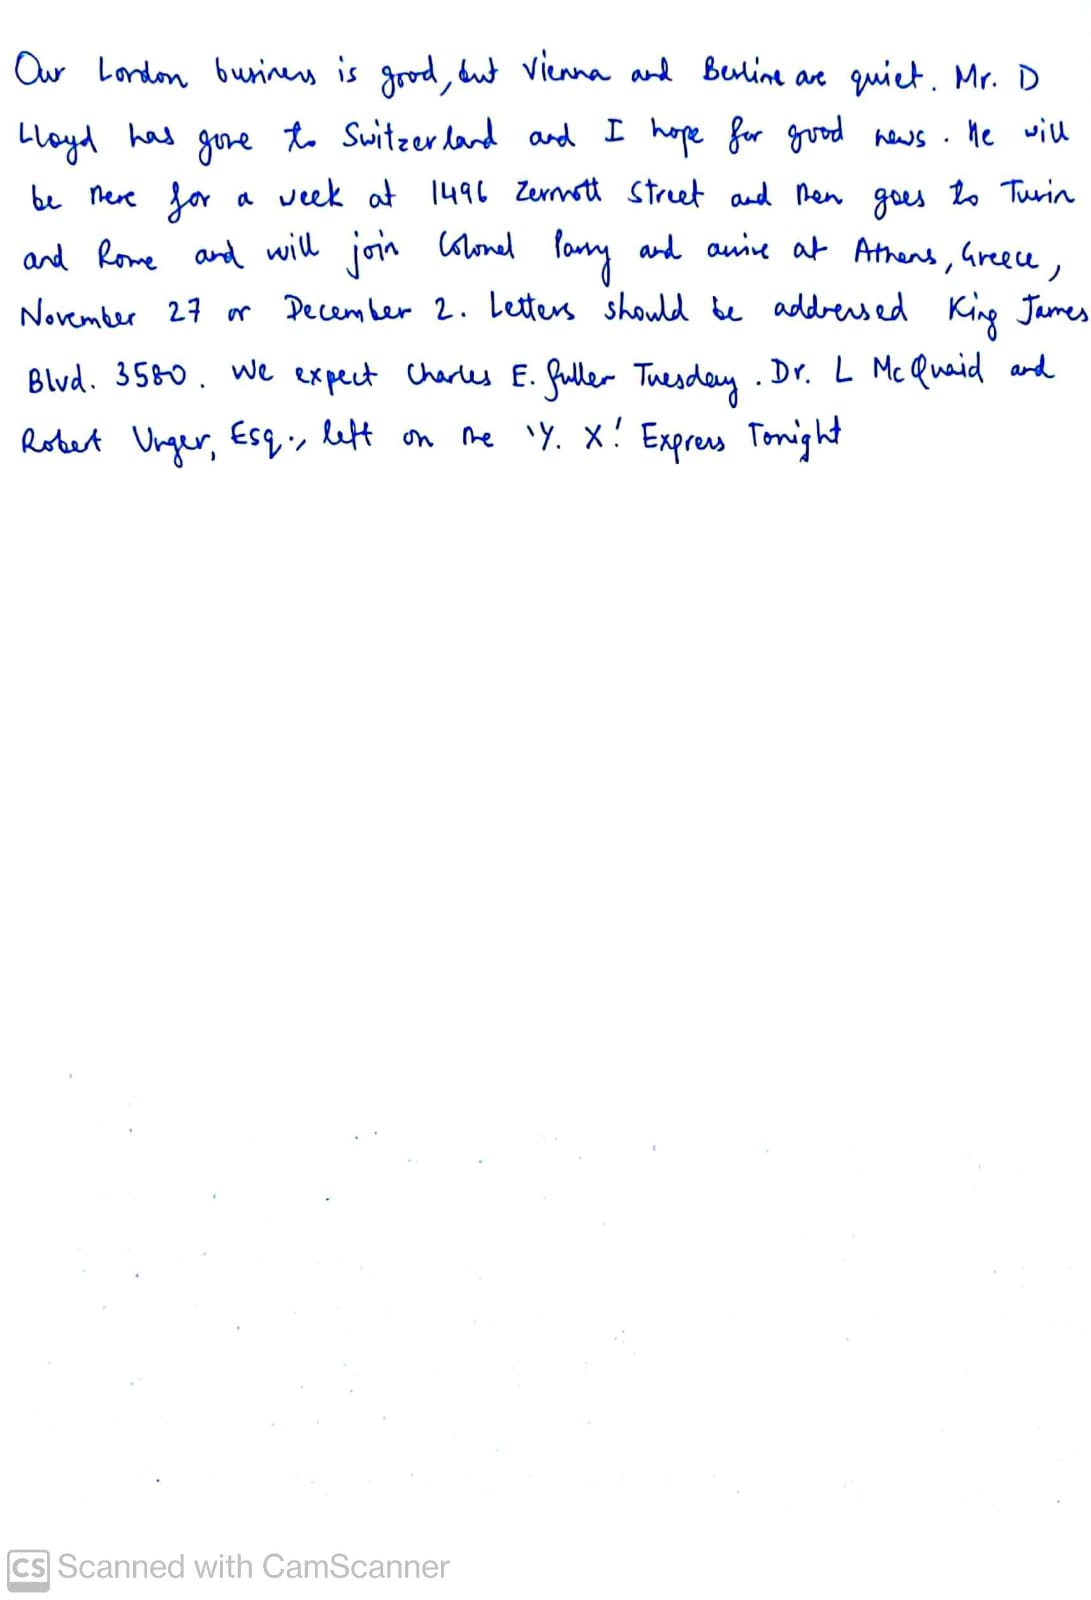 Our London business is good, but Vienna and Berline are quiet. Mr. D
Lloyd has gone to Switzerland and I hope for good news. He will
be there for a week at 1496 Zermott Street and then goes to Turin
and Rome and will join Colonel Parry and arrive at Athens, Greece,
November 27 or December 2. Letters should be addressed King James
Blvd. 3580. We expect Charles E. Fuller Tuesday. Dr. L McQuaid and
Robert Unger, Esq., left on the 'Y. X.' Express Tonight
CS Scanned with CamScanner